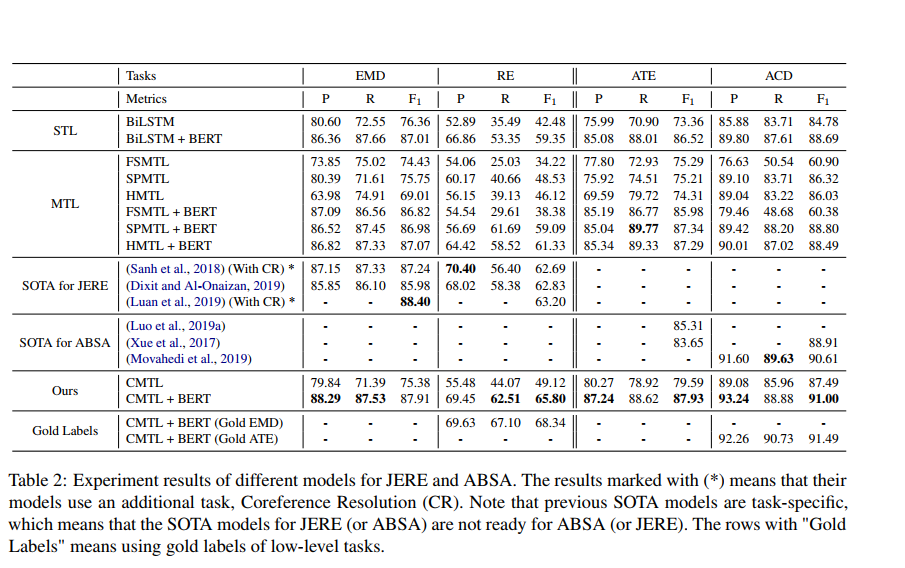 Tasks EMD RE ATE ACD
Metrics P R F1 P R F1 P R F1 P R F1
STL
BiLSTM 80.60 72.55 76.36 52.89 35.49 42.48 75.99 70.90 73.36 85.88 83.71 84.78
BiLSTM + BERT 86.36 87.66 87.01 66.86 53.35 59.35 85.08 88.01 86.52 89.80 87.61 88.69
MTL
FSMTL 73.85 75.02 74.43 54.06 25.03 34.22 77.80 72.93 75.29 76.63 50.54 60.90
SPMTL 80.39 71.61 75.75 60.17 40.66 48.53 75.92 74.51 75.21 89.10 83.71 86.32
HMTL 63.98 74.91 69.01 56.15 39.13 46.12 69.59 79.72 74.31 89.04 83.22 86.03
FSMTL + BERT 87.09 86.56 86.82 54.54 29.61 38.38 85.19 86.77 85.98 79.46 48.68 60.38
SPMTL + BERT 86.52 87.45 86.98 56.69 61.69 59.09 85.04 89.77 87.34 89.42 88.20 88.80
HMTL + BERT 86.82 87.33 87.07 64.42 58.52 61.33 85.34 89.33 87.29 90.01 87.02 88.49
SOTA for JERE
(Sanh et al., 2018) (With CR) * 87.15 87.33 87.24 70.40 56.40 62.69 - - - - - -
(Dixit and Al-Onaizan, 2019) 85.85 86.10 85.98 68.02 58.38 62.83 - - - - - -
(Luan et al., 2019) (With CR) * - - 88.40 - - 63.20 - - - - - -
SOTA for ABSA
(Luo et al., 2019a) - - - - - - - - 85.31 - - -
(Xue et al., 2017) - - - - - - - - 83.65 - - 88.91
(Movahedi et al., 2019) - - - - - - - - - 91.60 89.63 90.61
Ours
CMTL 79.84 71.39 75.38 55.48 44.07 49.12 80.27 78.92 79.59 89.08 85.96 87.49
CMTL + BERT 88.29 87.53 87.91 69.45 62.51 65.80 87.24 88.62 87.93 93.24 88.88 91.00
Gold Labels
CMTL + BERT (Gold EMD) - - - 69.63 67.10 68.34 - - - - - -
CMTL + BERT (Gold ATE) - - - - - - - - - 92.26 90.73 91.49
Table 2: Experiment results of different models for JERE and ABSA. The results marked with (*) means that their
models use an additional task, Coreference Resolution (CR). Note that previous SOTA models are task-specific,
which means that the SOTA models for JERE (or ABSA) are not ready for ABSA (or JERE). The rows with "Gold
Labels" means using gold labels of low-level tasks.